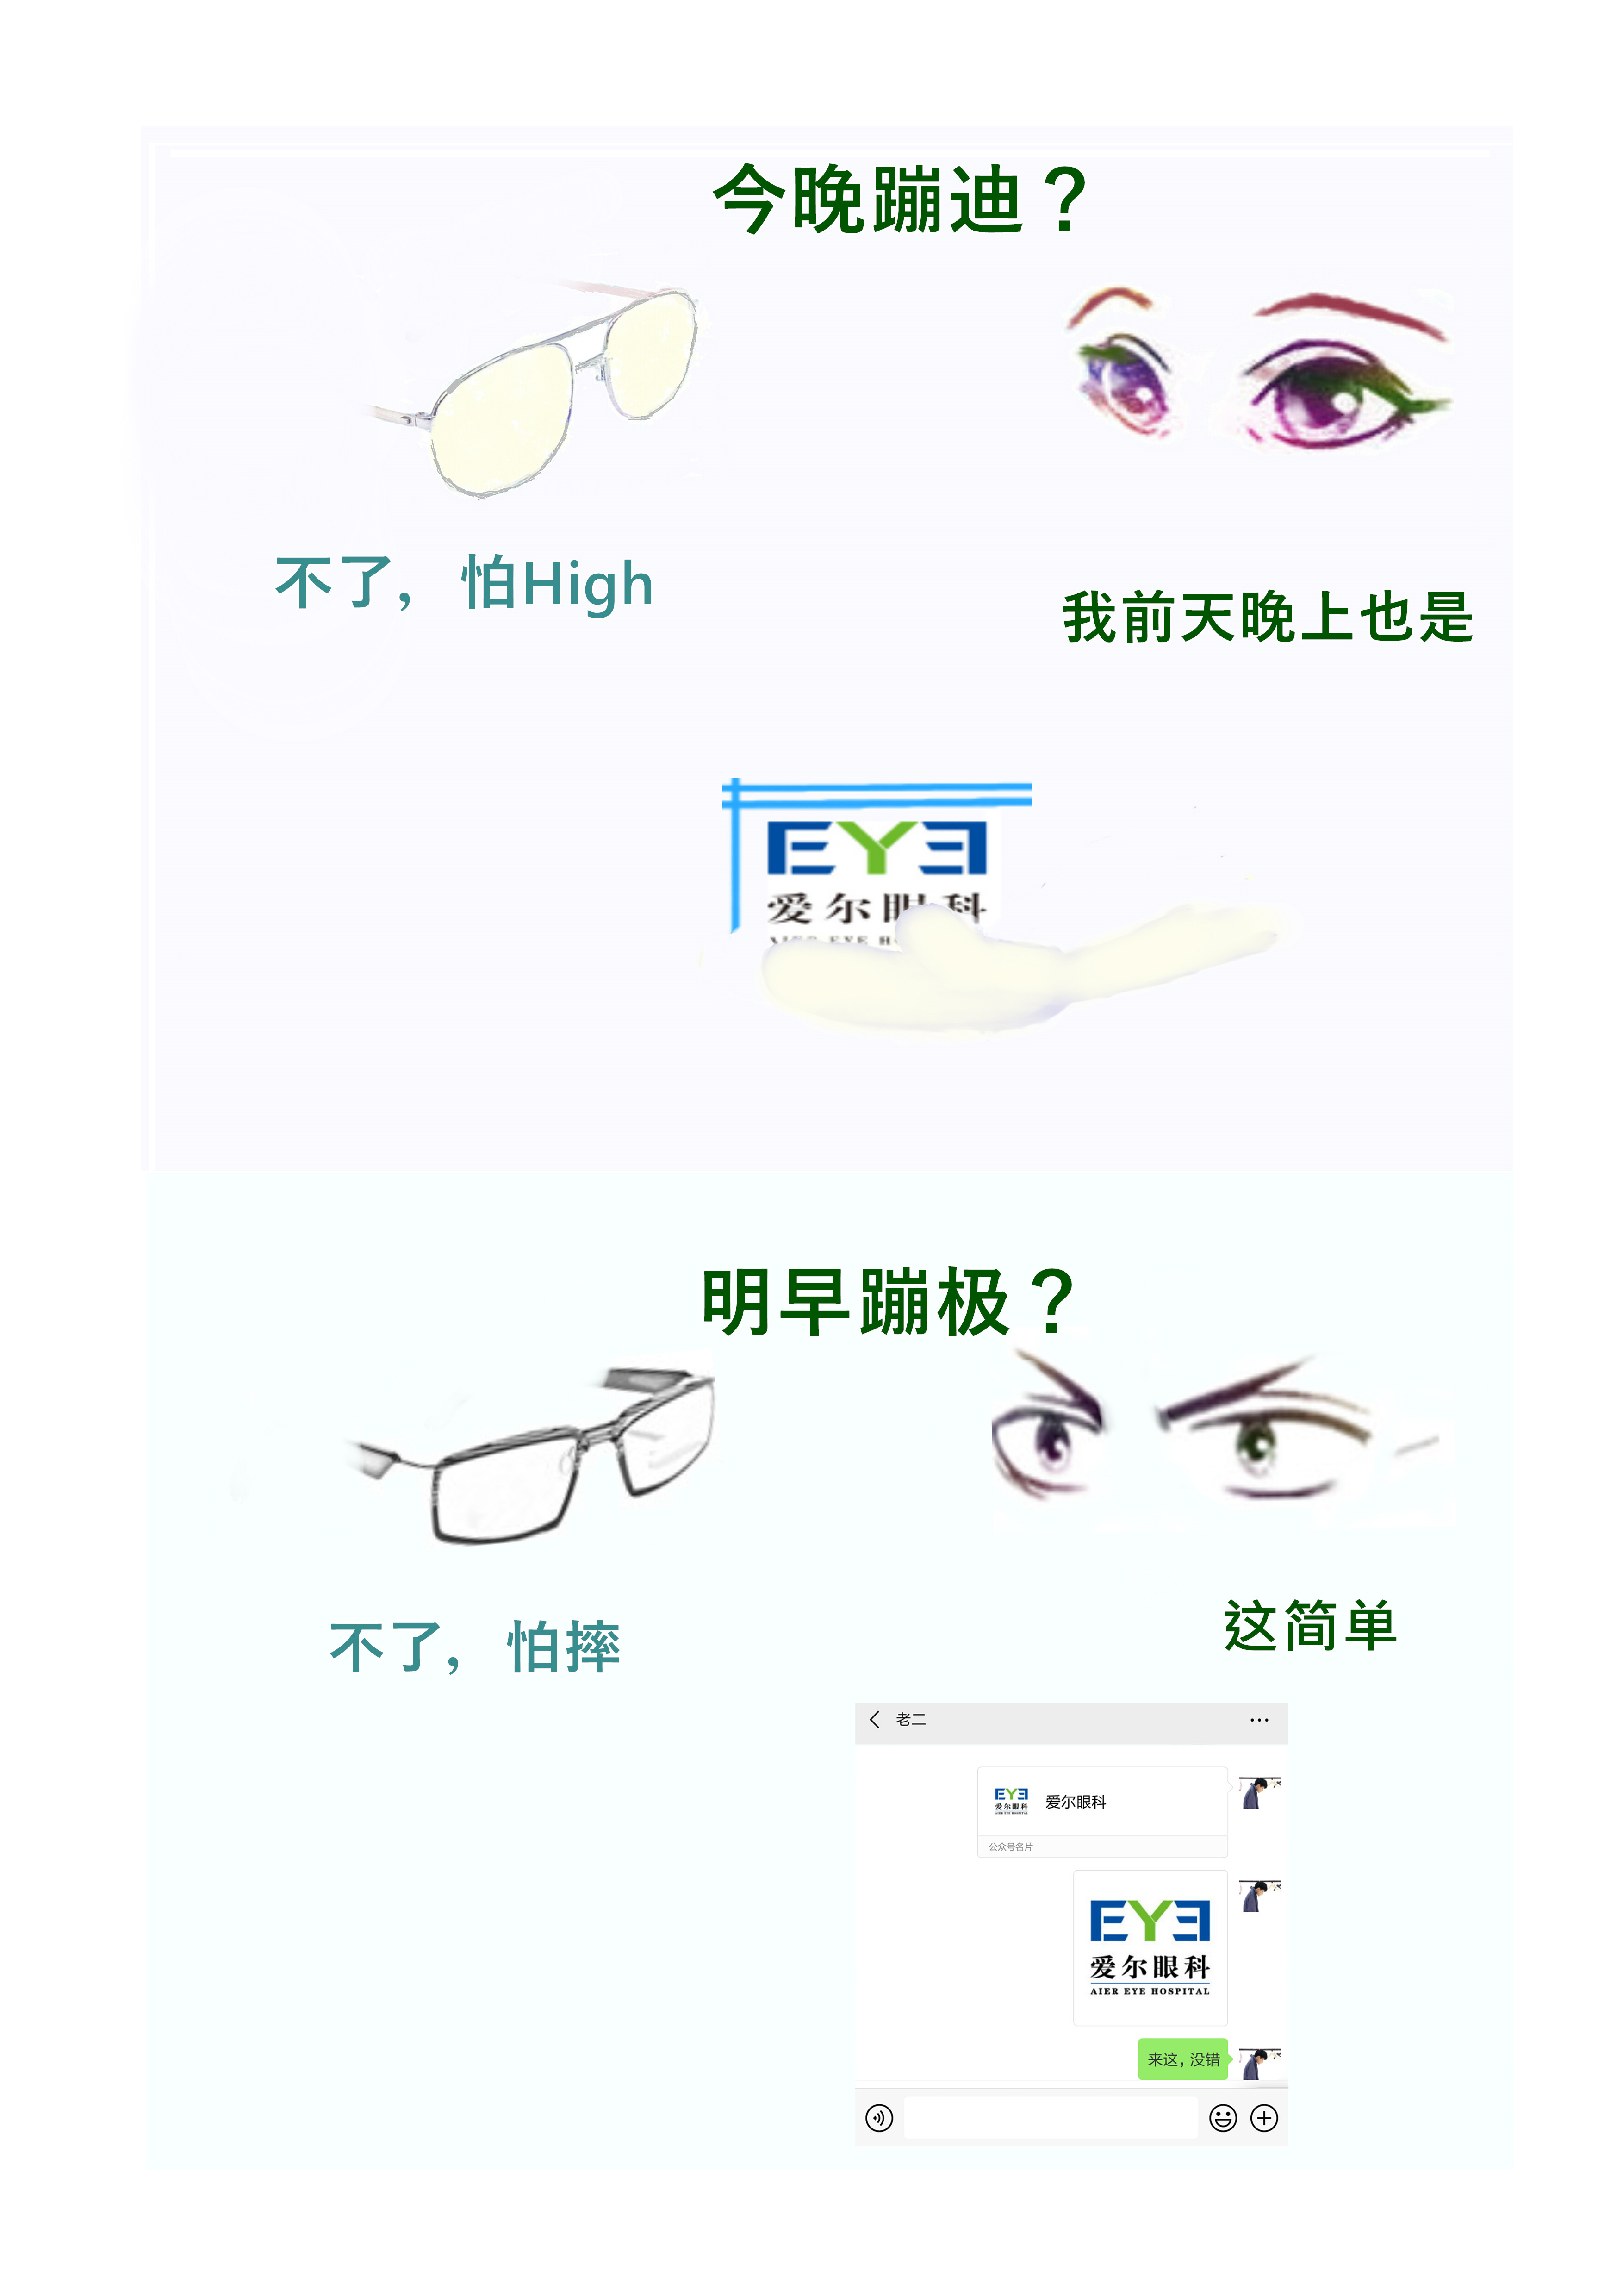 今晚蹦迪？
不了，怕High
我前天晚上也是
EYE
爱尔眼科
明早蹦极？
不了，怕摔
这简单
老二
EYE
爱尔眼科
AIER EYE HOSPITAL
爱尔眼科
公众号名片
EYE
爱尔眼科
AIER EYE HOSPITAL
来这，没错